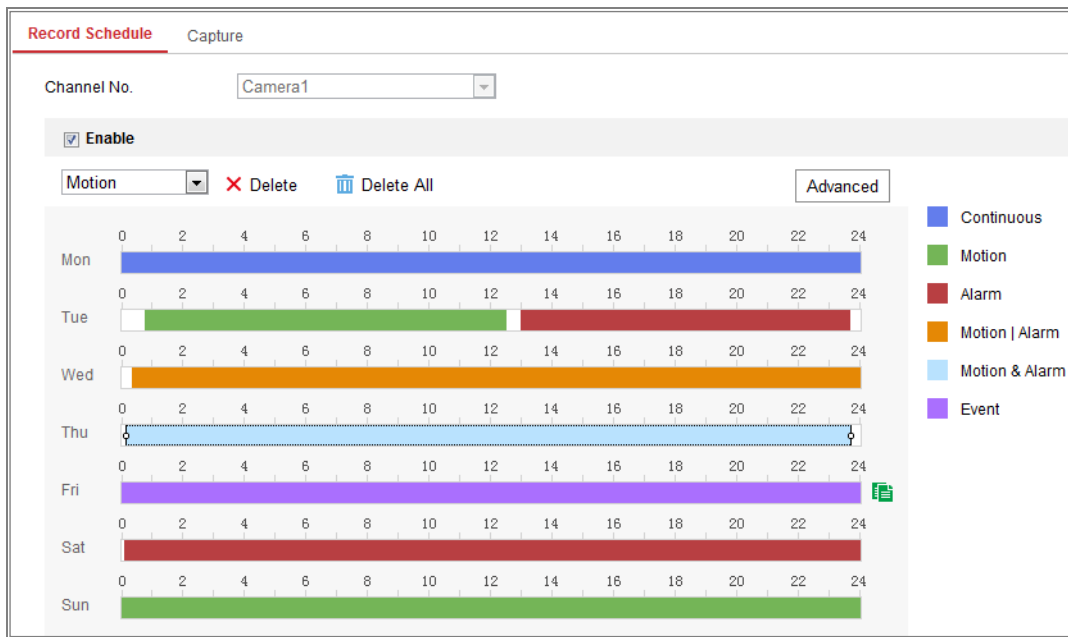 Record Schedule Capture
Channel No. Camera1
Enable
Motion Delete Delete All Advanced
Continuous
Motion
Alarm
Motion | Alarm
Motion & Alarm
Event
0 2 4 6 8 10 12 14 16 18 20 22 24
Mon
0 2 4 6 8 10 12 14 16 18 20 22 24
Tue
0 2 4 6 8 10 12 14 16 18 20 22 24
Wed
0 2 4 6 8 10 12 14 16 18 20 22 24
Thu
0 2 4 6 8 10 12 14 16 18 20 22 24
Fri
0 2 4 6 8 10 12 14 16 18 20 22 24
Sat
0 2 4 6 8 10 12 14 16 18 20 22 24
Sun